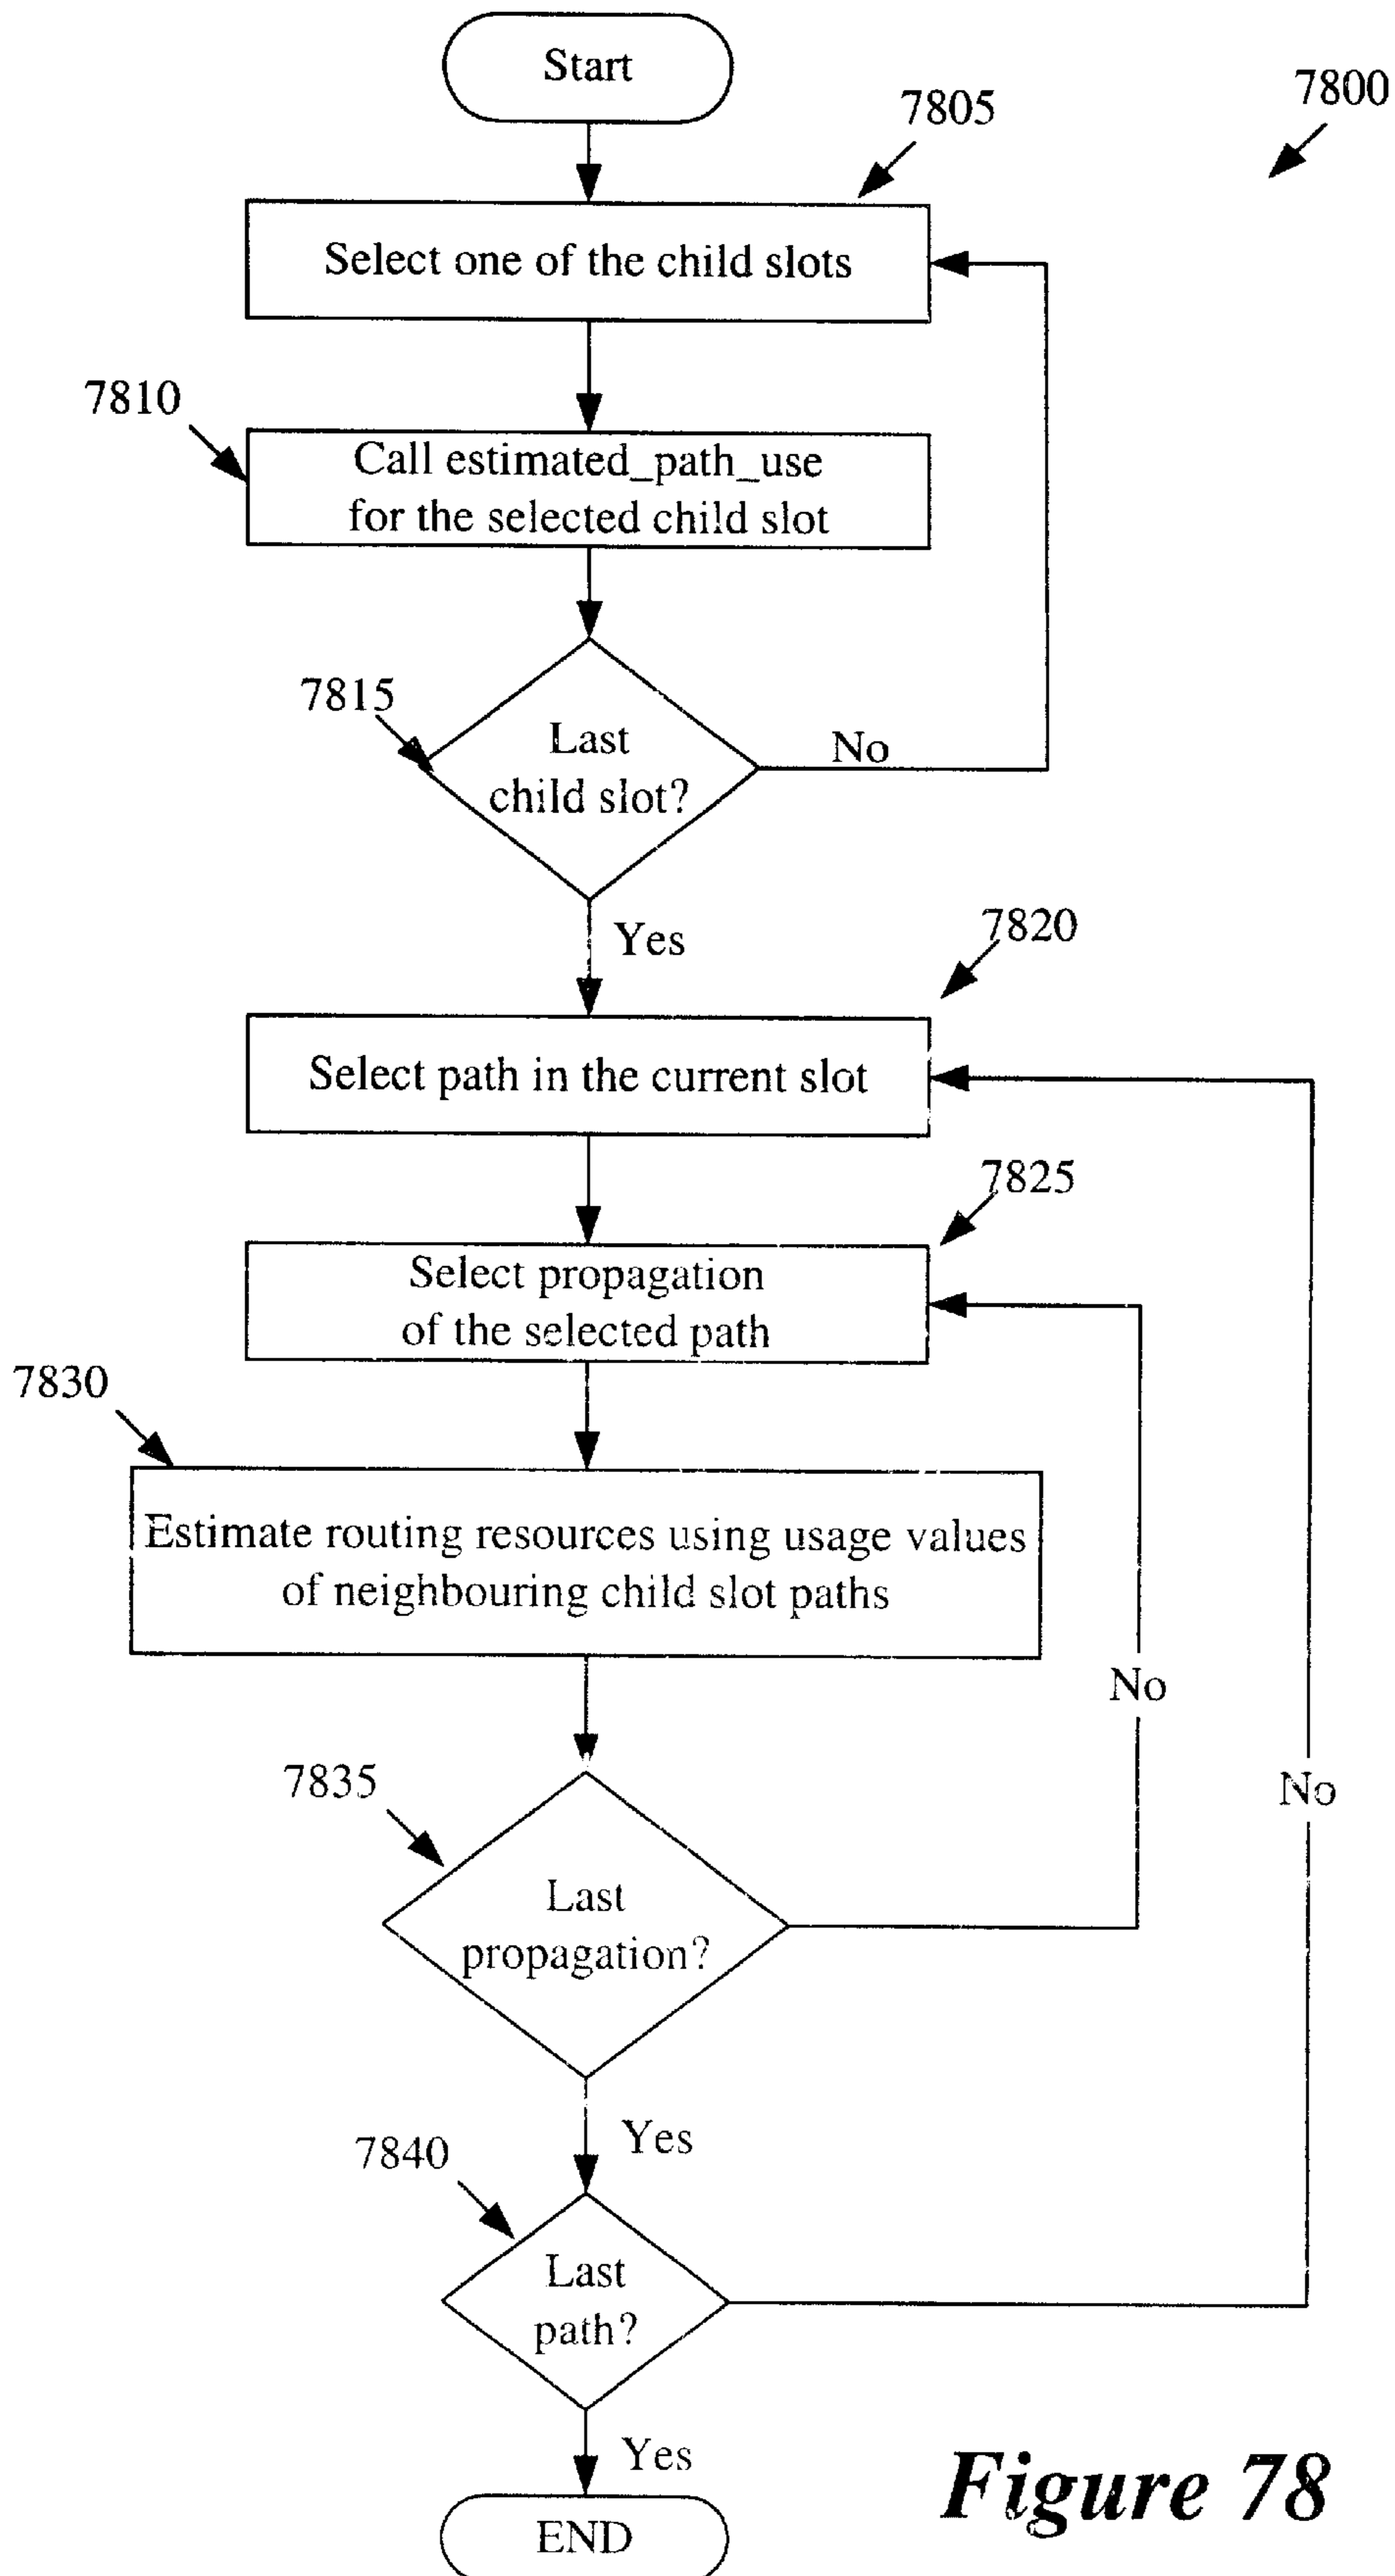 Start
7800
7805
Select one of the child slots
7810
Call estimated_path_use
for the selected child slot
7815
Last
child slot?
No
Yes
7820
Select path in the current slot
7825
Select propagation
of the selected path
7830
Estimate routing resources using usage values
of neighbouring child slot paths
No
No
7835
Last
propagation?
Yes
7840
Last
path?
Yes
END
Figure 78